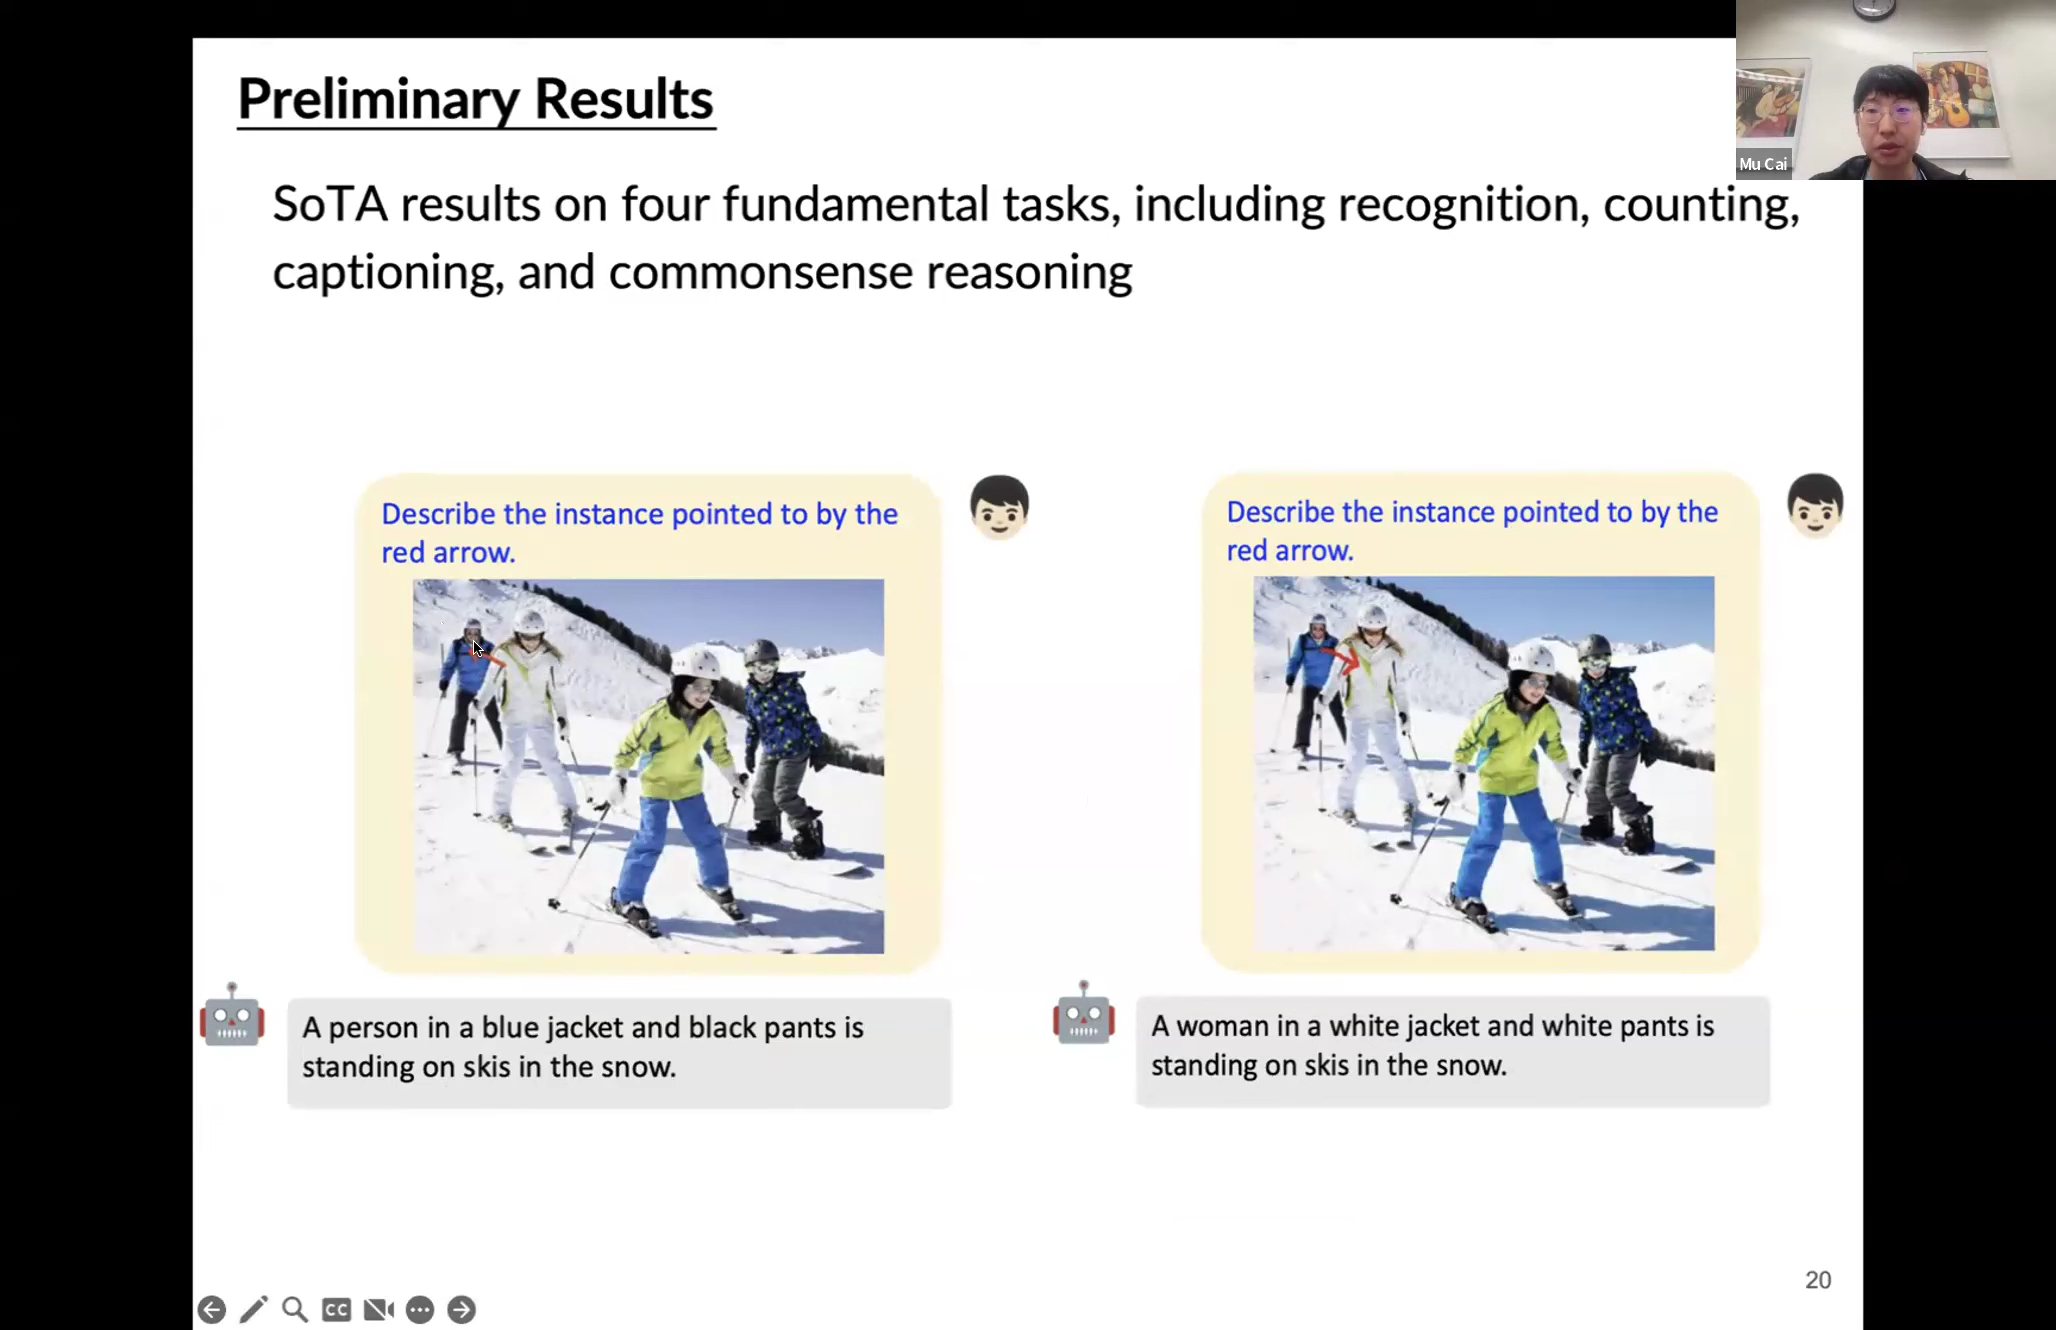 Preliminary Results
Mu Cai
SoTA results on four fundamental tasks, including recognition, counting,
captioning, and commonsense reasoning
Describe the instance pointed to by the
red arrow.
A person in a blue jacket and black pants is
standing on skis in the snow.
Describe the instance pointed to by the
red arrow.
A woman in a white jacket and white pants is
standing on skis in the snow.
20
CC